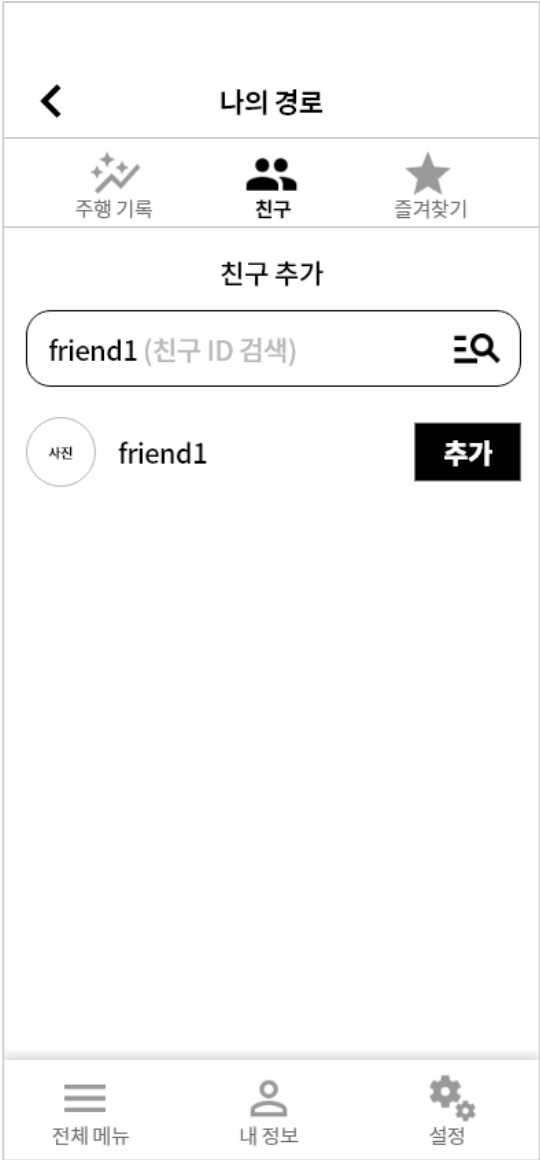 나의 경로
주행 기록 친구 즐겨찾기
친구 추가
friend1 (친구 ID 검색)
사진 friend1 추가
전체 메뉴 내 정보 설정